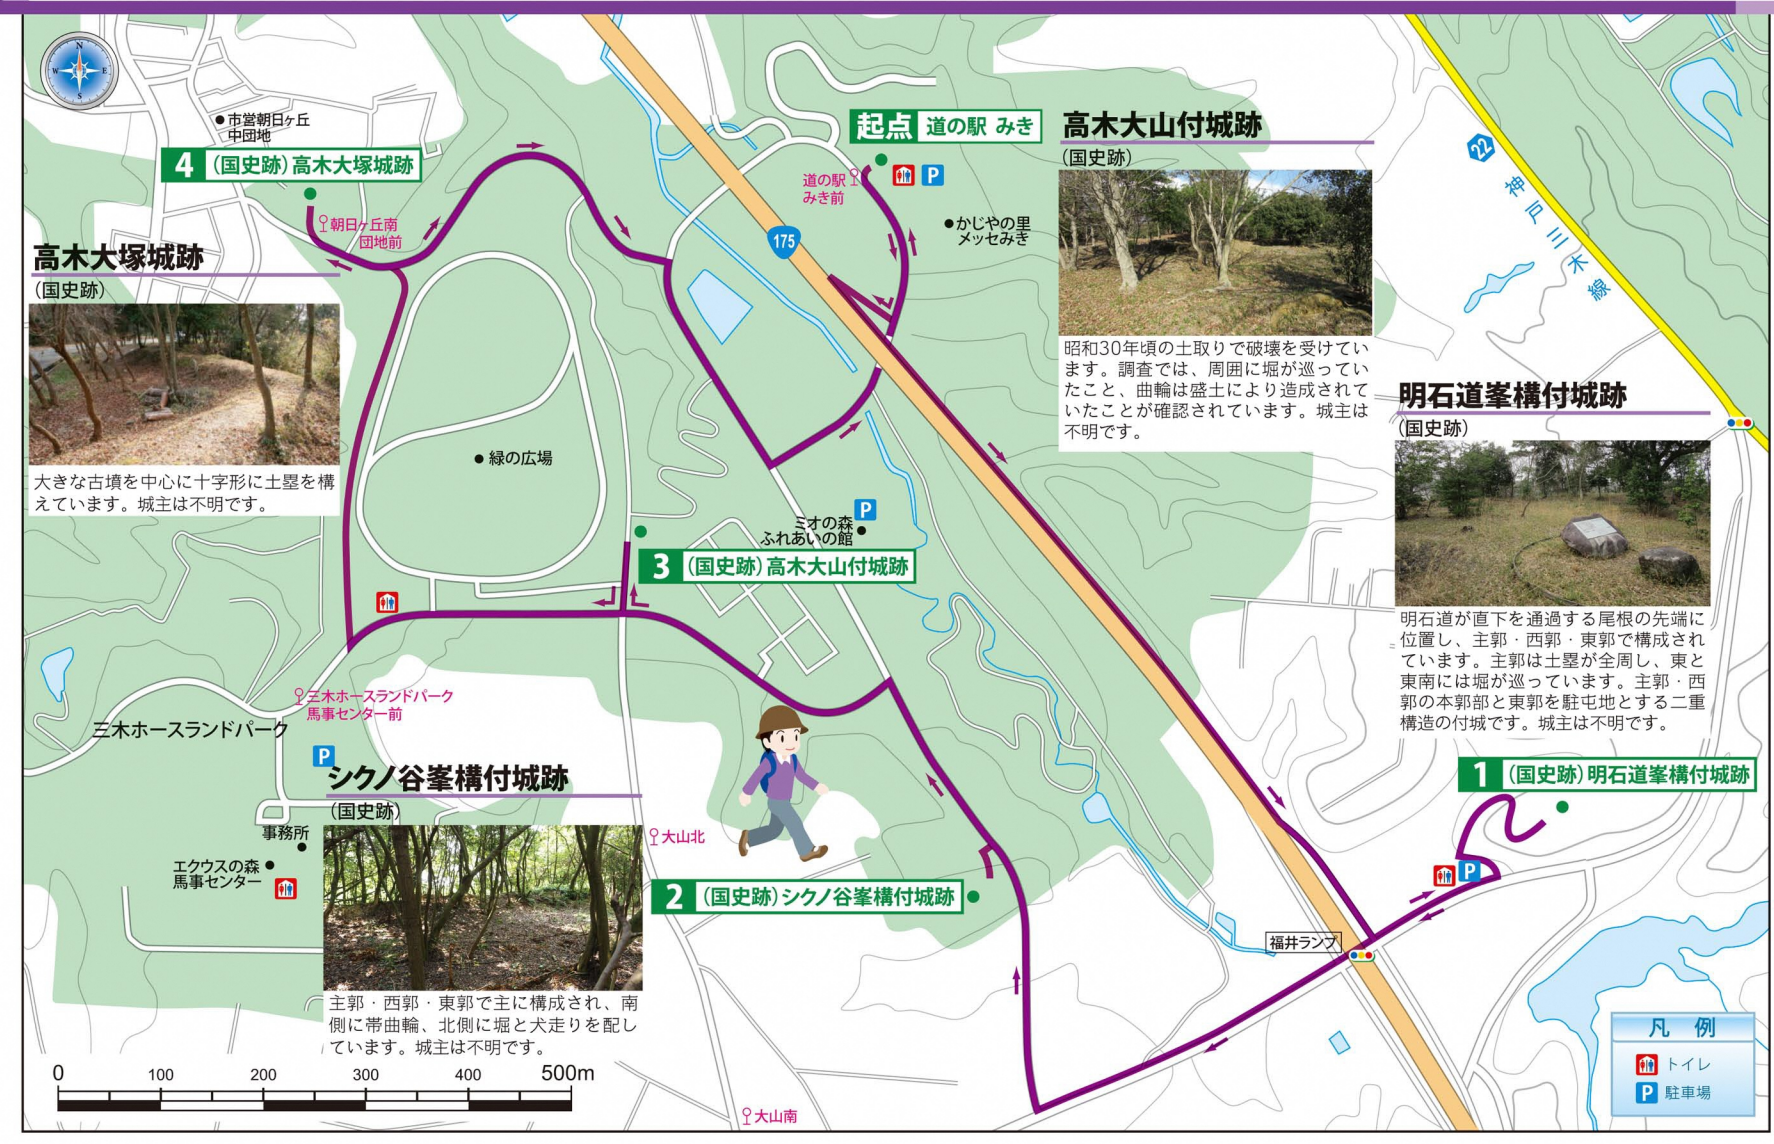 N
W
E
S
市営朝日ヶ丘
中団地
4 (国史跡)高木大塚城跡
朝日ヶ丘南
団地前
高木大塚城跡
(国史跡)
大きな古墳を中心に十字形に土塁を構
えています。城主は不明です。
起点 道の駅 みき
道の駅
みき前
P
かじやの里
メッセみき
175
高木大山付城跡
(国史跡)
昭和30年頃の土取りで破壊を受けてい
ます。調査では、周囲に堀が巡ってい
たこと、曲輪は盛土により造成されて
いたことが確認されています。城主は
不明です。
22
神戸三木線
明石道峯構付城跡
(国史跡)
明石道が直下を通過する尾根の先端に
位置し、主郭・西郭・東郭で構成され
ています。主郭は土塁が全周し、東と
東南には堀が巡っています。主郭・西
郭の本郭部と東郭を駐屯地とする二重
構造の付城です。城主は不明です。
緑の広場
P
ミオの森
ふれあいの館
3 (国史跡)高木大山付城跡
三木ホースランドパーク
馬事センター前
三木ホースランドパーク
P
シクノ谷峯構付城跡
(国史跡)
主郭・西郭・東郭で主に構成され、南
側に帯曲輪、北側に堀と犬走りを配し
ています。城主は不明です。
事務所
エクウスの森
馬事センター
大山北
2 (国史跡)シクノ谷峯構付城跡
1 (国史跡)明石道峯構付城跡
P
福井ランプ
大山南
0 100 200 300 400 500m
凡例
トイレ
P 駐車場